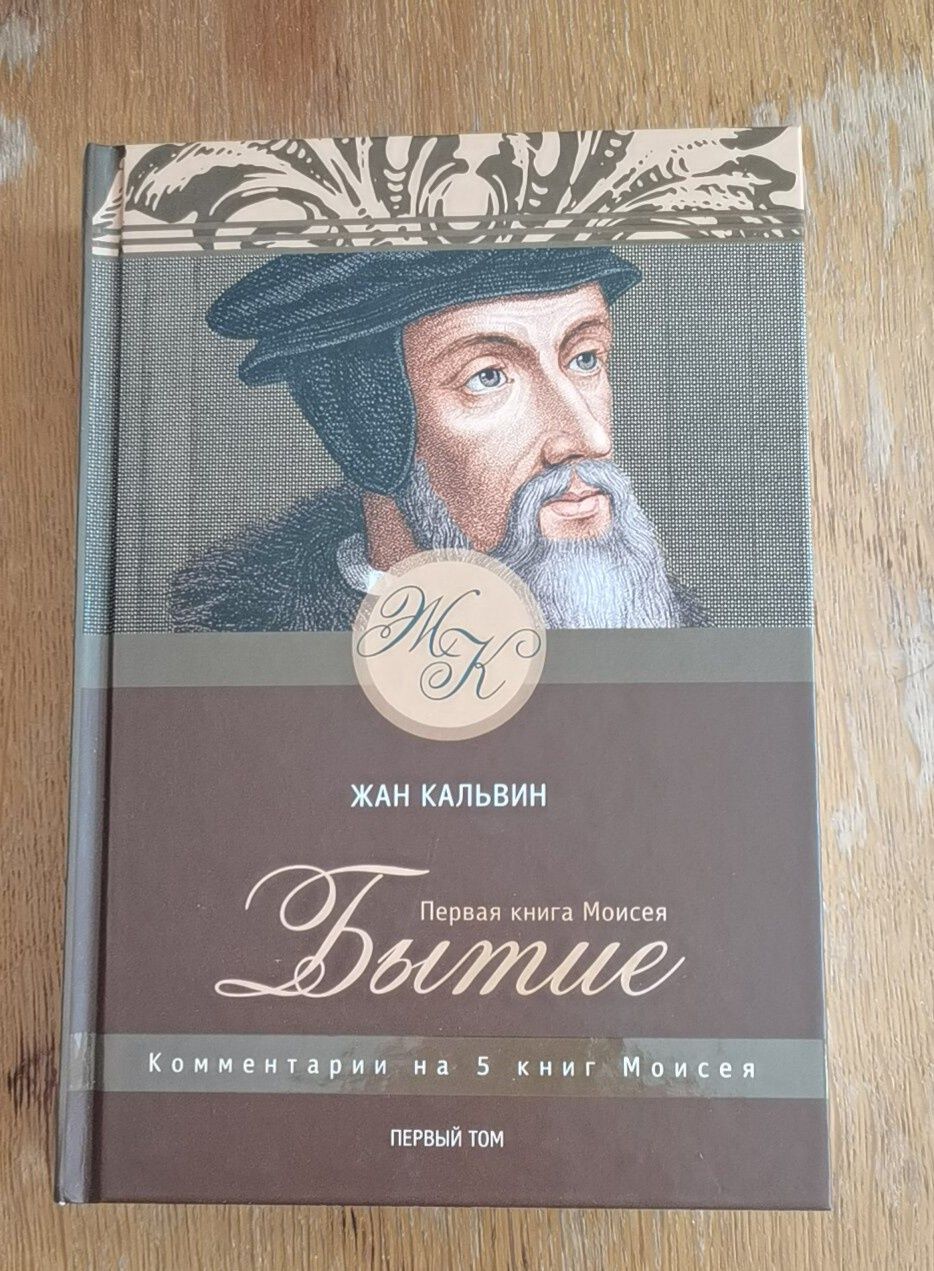 ЖК
ЖАН КАЛЬВИН
Первая книга Моисея
Бытие
Комментарии на 5 книг Моисея
ПЕРВЫЙ ТОМ